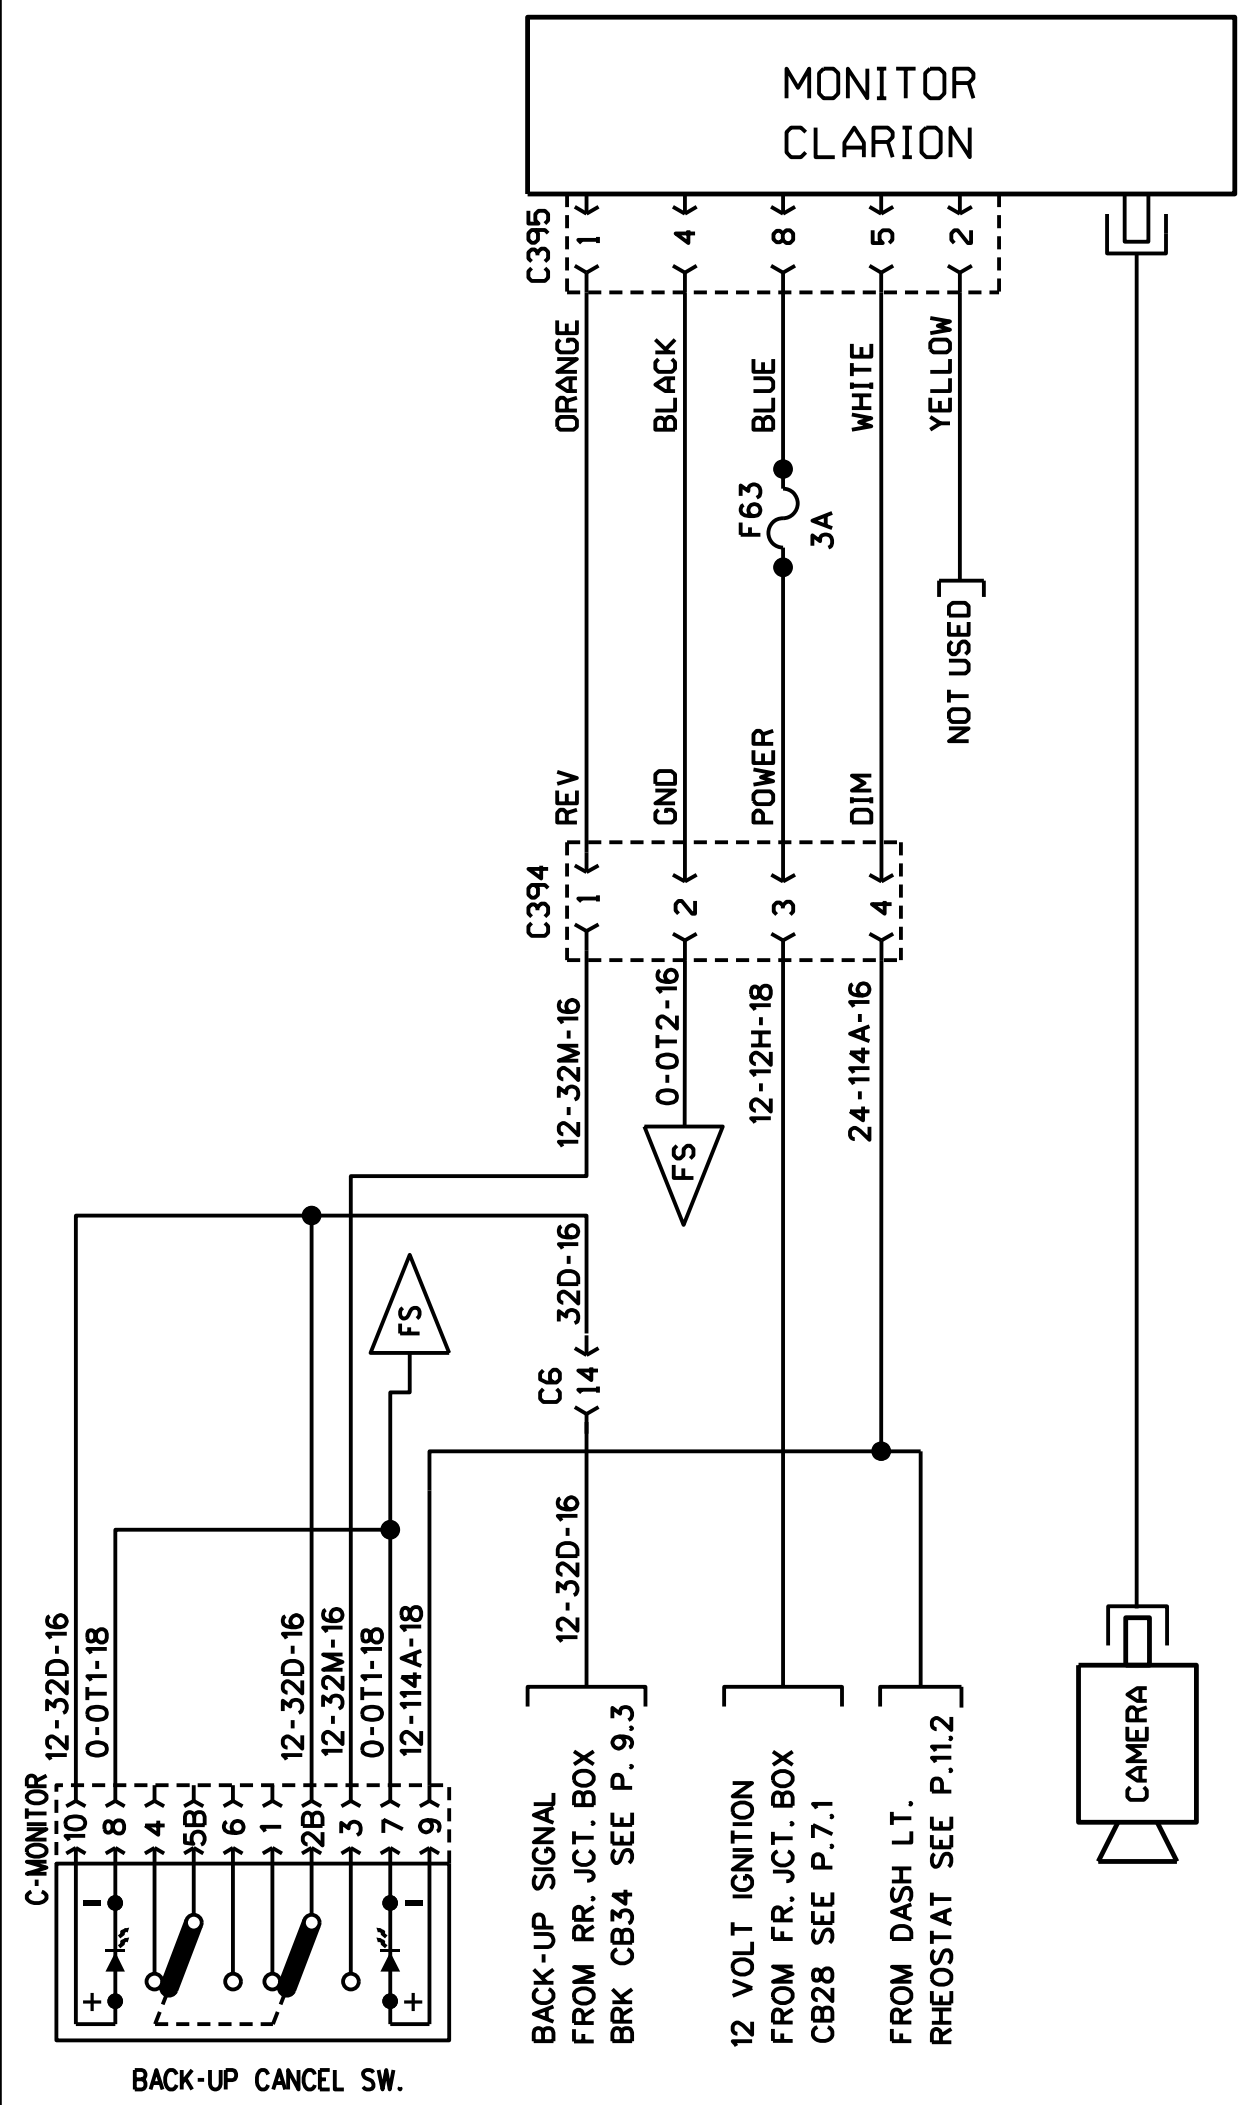 MONITOR
CLARION
C395
1
4
8
5
2
ORANGE
BLACK
BLUE
WHITE
YELLOW
F63
3A
NOT USED
REV
GND
POWER
DIM
C394
1
2
3
4
12-32M-16
0-0T2-16
12-12H-18
24-114A-16
FS
32D-16
FS
C6
14
12-32D-16
12-32D-16
0-0T1-18
12-32D-16
12-32M-16
0-0T1-18
12-114A-18
C-MONITOR
10
8
4
5B
6
1
2B
3
7
9
-
-
+
+
BACK-UP CANCEL SW.
BACK-UP SIGNAL
FROM RR. JCT. BOX
BRK CB34 SEE P. 9.3
12 VOLT IGNITION
FROM FR. JCT. BOX
CB28 SEE P.7.1
FROM DASH LT.
RHEOSTAT SEE P.11.2
CAMERA